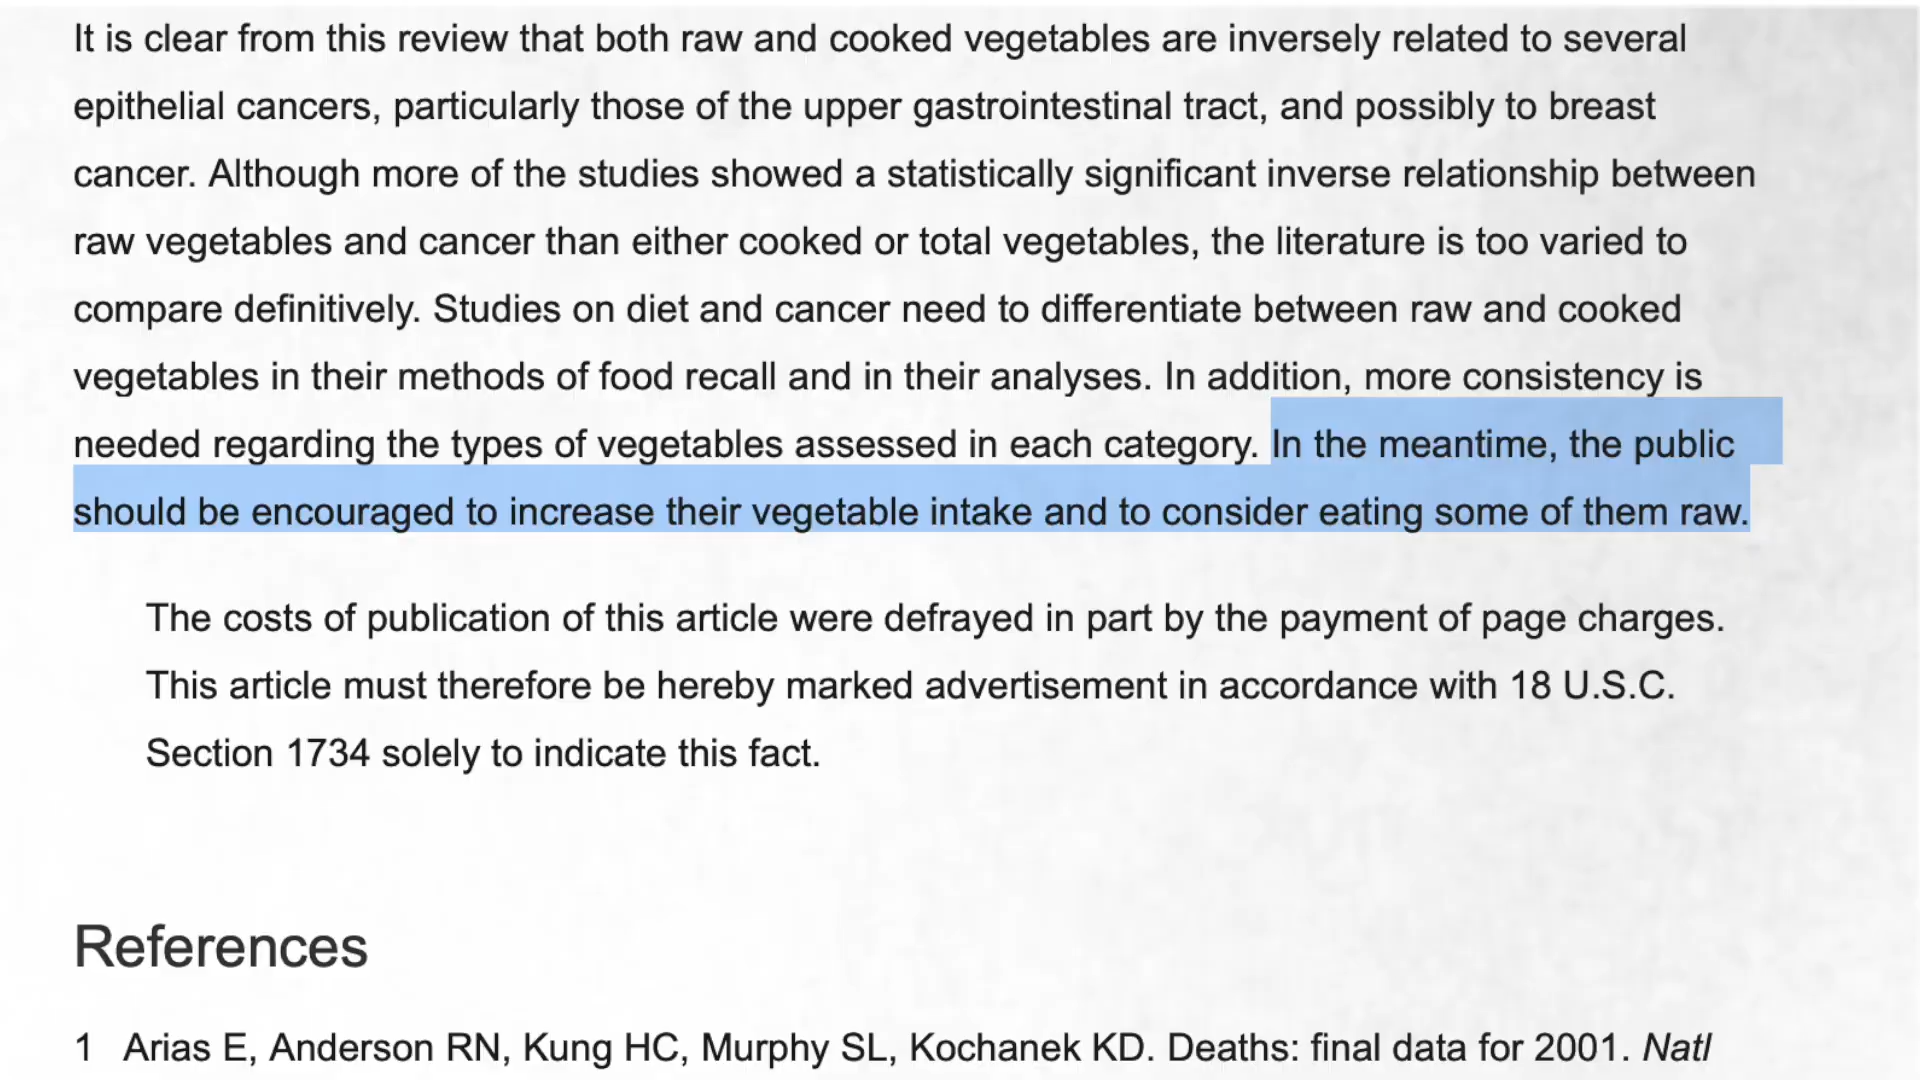 It is clear from this review that both raw and cooked vegetables are inversely related to several
epithelial cancers, particularly those of the upper gastrointestinal tract, and possibly to breast
cancer. Although more of the studies showed a statistically significant inverse relationship between
raw vegetables and cancer than either cooked or total vegetables, the literature is too varied to
compare definitively. Studies on diet and cancer need to differentiate between raw and cooked
vegetables in their methods of food recall and in their analyses. In addition, more consistency is
needed regarding the types of vegetables assessed in each category. In the meantime, the public
should be encouraged to increase their vegetable intake and to consider eating some of them raw.
The costs of publication of this article were defrayed in part by the payment of page charges.
This article must therefore be hereby marked advertisement in accordance with 18 U.S.C.
Section 1734 solely to indicate this fact.
References
1 Arias E, Anderson RN, Kung HC, Murphy SL, Kochanek KD. Deaths: final data for 2001. Natl